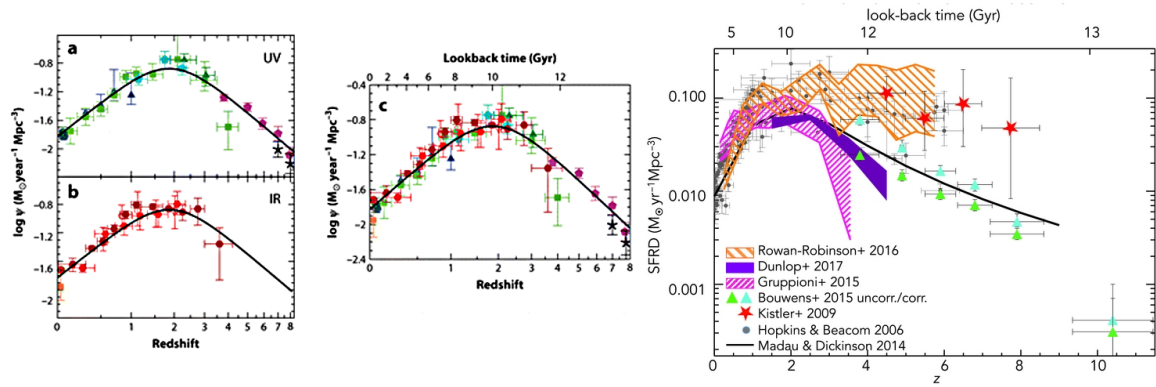 a
UV
-0.8
-1.2
-1.6
-2
log ψ (M☉ year⁻¹ Mpc⁻³)
b
IR
-0.8
-1.2
-1.6
-2
0 1 2 3 4 5 6 7 8
Redshift
Lookback time (Gyr)
0 2 4 6 8 10 12
c
-0.4
-0.8
-1.2
-1.6
-2.0
-2.4
log ψ (M☉ year⁻¹ Mpc⁻³)
0 1 2 3 4 5 6 7 8
Redshift
look-back time (Gyr)
5 10 12 13
0.100
0.010
0.001
SFRD (M☉ yr⁻¹Mpc⁻³)
Rowan-Robinson+ 2016
Dunlop+ 2017
Gruppioni+ 2015
Bouwens+ 2015 uncorr./corr.
Kistler+ 2009
Hopkins & Beacom 2006
Madau & Dickinson 2014
0 2 4 6 8 10
z